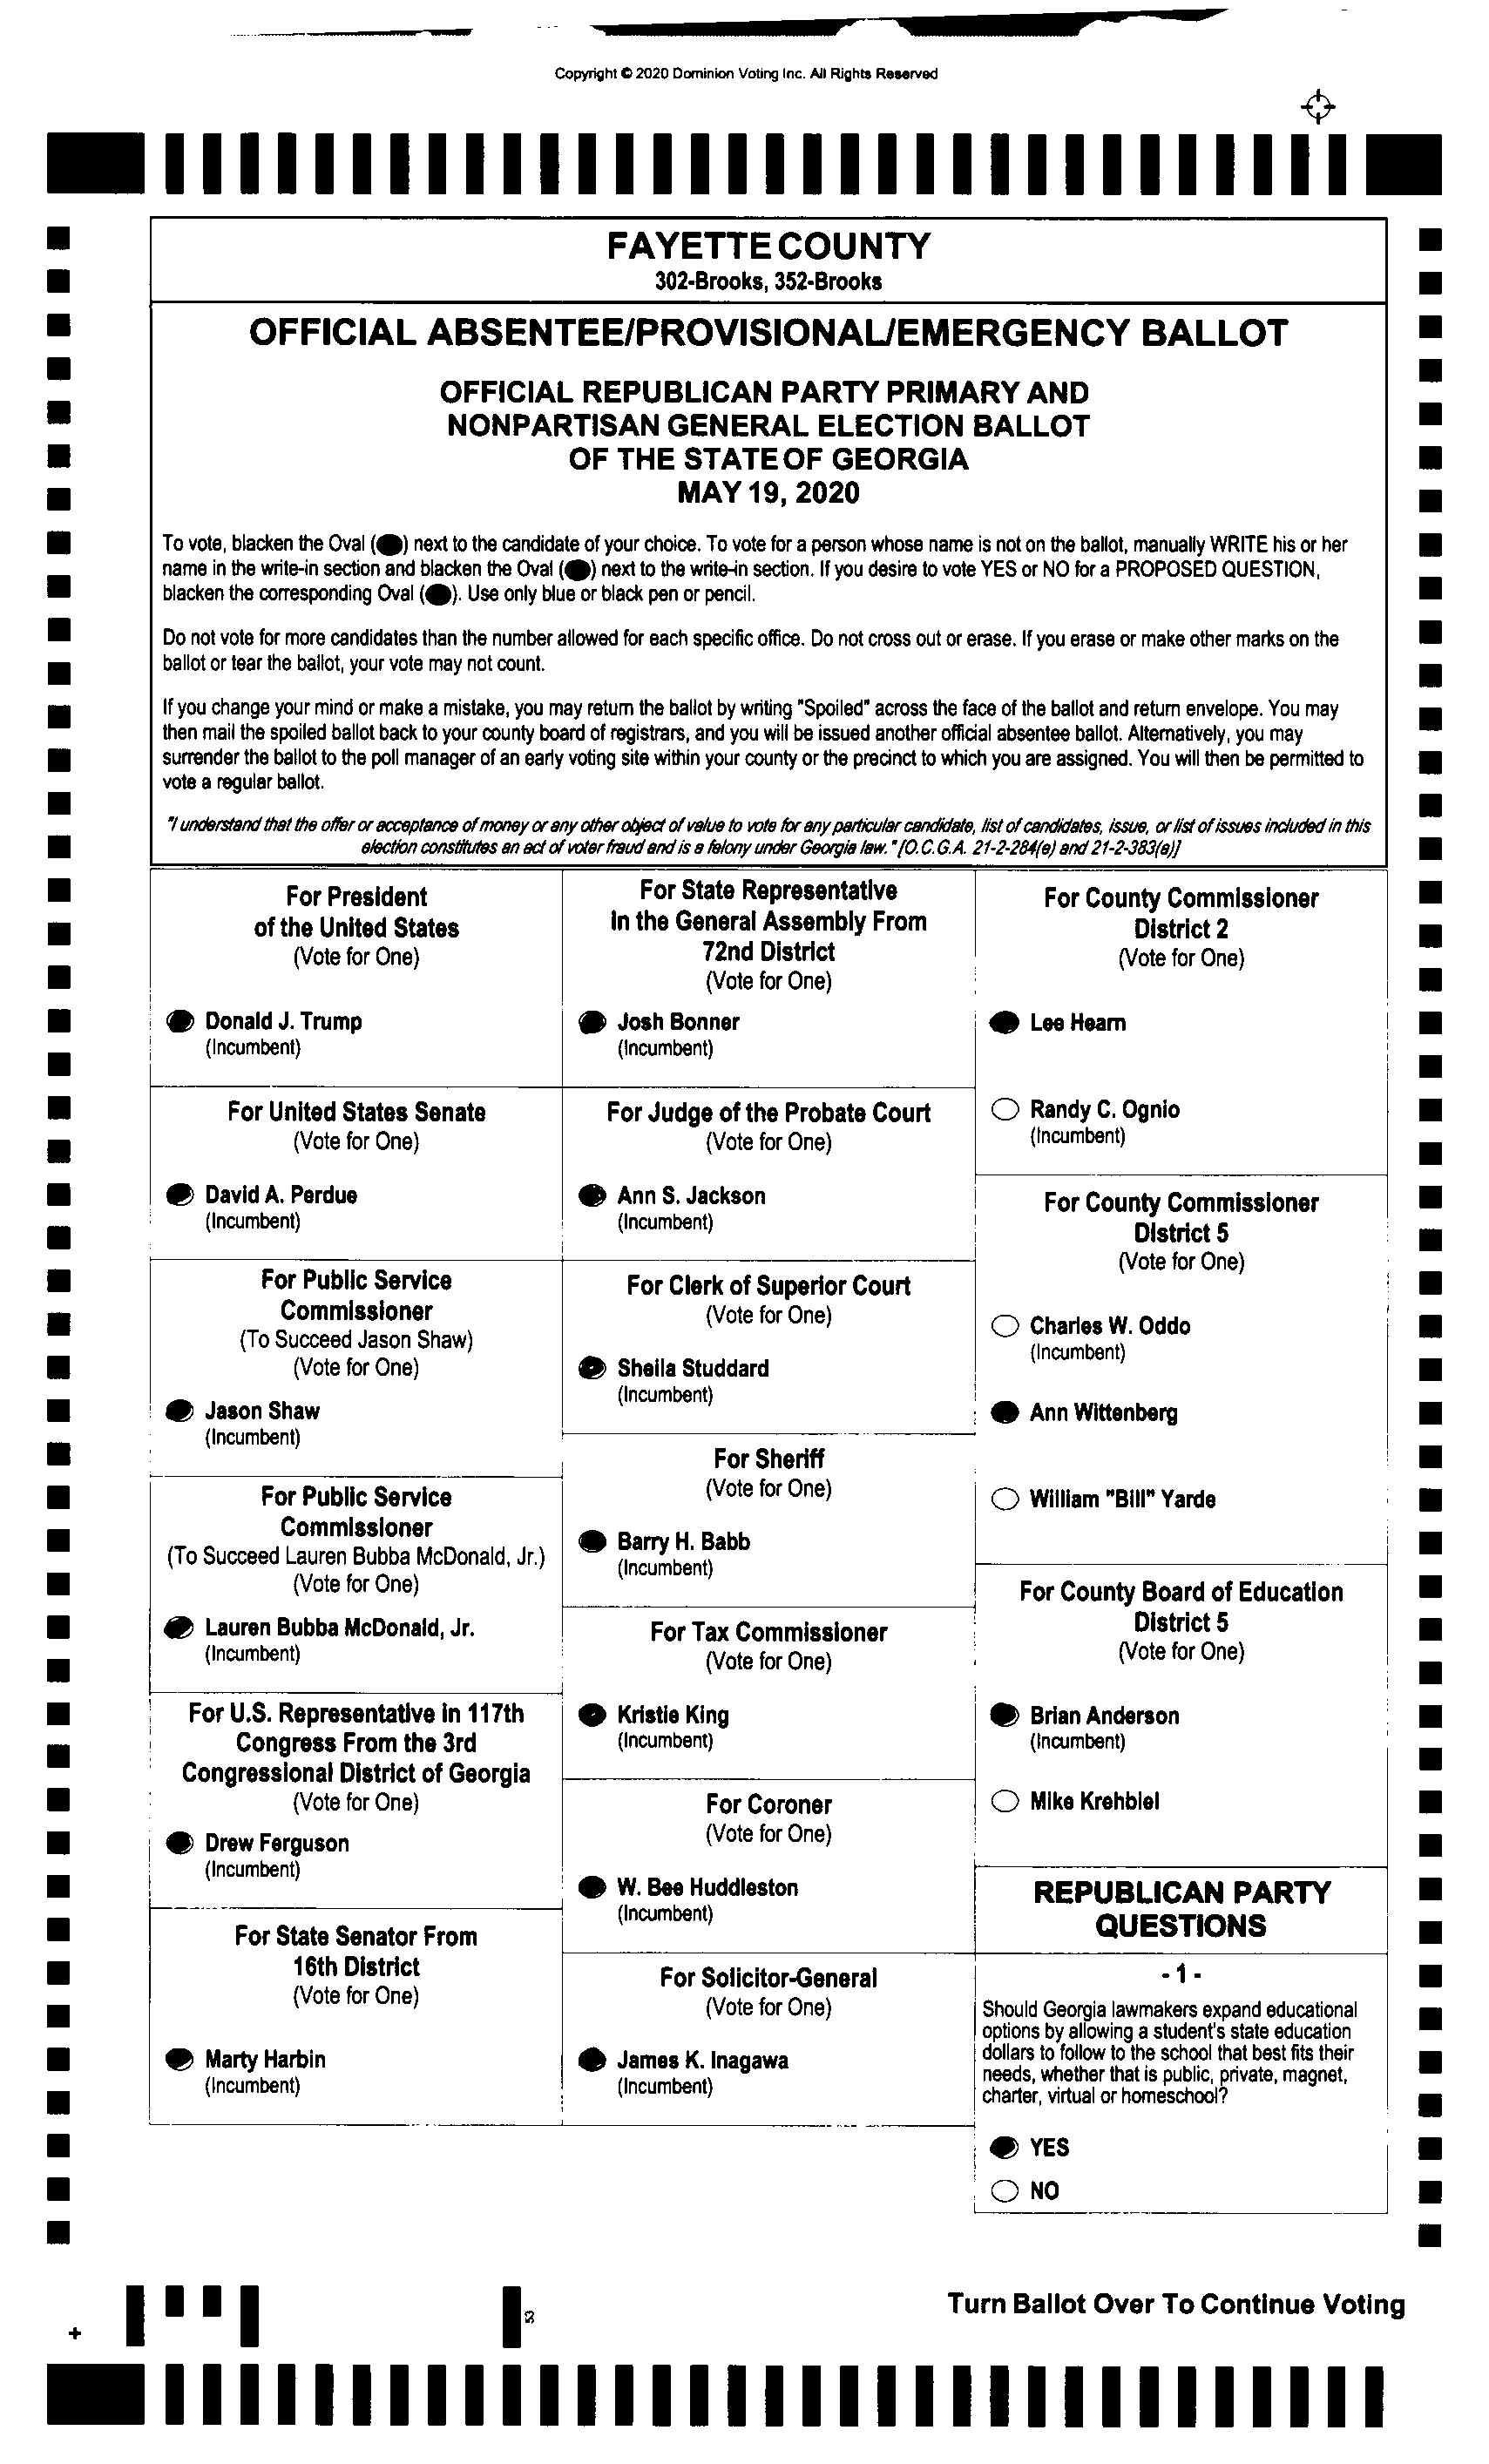 Copyright © 2020 Dominion Voting Inc. All Rights Reserved
FAYETTE COUNTY
302-Brooks, 352-Brooks
OFFICIAL ABSENTEE/PROVISIONAL/EMERGENCY BALLOT
OFFICIAL REPUBLICAN PARTY PRIMARY AND
NONPARTISAN GENERAL ELECTION BALLOT
OF THE STATE OF GEORGIA
MAY 19, 2020
To vote, blacken the Oval ( ) next to the candidate of your choice. To vote for a person whose name is not on the ballot, manually WRITE his or her
name in the write-in section and blacken the Oval ( ) next to the write-in section. If you desire to vote YES or NO for a PROPOSED QUESTION,
blacken the corresponding Oval ( ). Use only blue or black pen or pencil.
Do not vote for more candidates than the number allowed for each specific office. Do not cross out or erase. If you erase or make other marks on the
ballot or tear the ballot, your vote may not count.
If you change your mind or make a mistake, you may return the ballot by writing "Spoiled" across the face of the ballot and return envelope. You may
then mail the spoiled ballot back to your county board of registrars, and you will be issued another official absentee ballot. Alternatively, you may
surrender the ballot to the poll manager of an early voting site within your county or the precinct to which you are assigned. You will then be permitted to
vote a regular ballot.
"I understand that the offer or acceptance of money or any other object of value to vote for any particular candidate, list of candidates, issue, or list of issues included in this
election constitutes an act of voter fraud and is a felony under Georgia law." [O.C.G.A. 21-2-284(e) and 21-2-383(a)]
For President
of the United States
(Vote for One)
Donald J. Trump
(Incumbent)
For United States Senate
(Vote for One)
David A. Perdue
(Incumbent)
For Public Service
Commissioner
(To Succeed Jason Shaw)
(Vote for One)
Jason Shaw
(Incumbent)
For Public Service
Commissioner
(To Succeed Lauren Bubba McDonald, Jr.)
(Vote for One)
Lauren Bubba McDonald, Jr.
(Incumbent)
For U.S. Representative in 117th
Congress From the 3rd
Congressional District of Georgia
(Vote for One)
Drew Ferguson
(Incumbent)
For State Senator From
16th District
(Vote for One)
Marty Harbin
(Incumbent)
For State Representative
In the General Assembly From
72nd District
(Vote for One)
Josh Bonner
(Incumbent)
For Judge of the Probate Court
(Vote for One)
Ann S. Jackson
(Incumbent)
For Clerk of Superior Court
(Vote for One)
Sheila Studdard
(Incumbent)
For Sheriff
(Vote for One)
Barry H. Babb
(Incumbent)
For Tax Commissioner
(Vote for One)
Kristie King
(Incumbent)
For Coroner
(Vote for One)
W. Bee Huddleston
(Incumbent)
For Solicitor-General
(Vote for One)
James K. Inagawa
(Incumbent)
For County Commissioner
District 2
(Vote for One)
Lee Hearn
Randy C. Ognio
(Incumbent)
For County Commissioner
District 5
(Vote for One)
Charles W. Oddo
(Incumbent)
Ann Wittenberg
William "Bill" Yarde
For County Board of Education
District 5
(Vote for One)
Brian Anderson
(Incumbent)
Mike Krehbiel
REPUBLICAN PARTY
QUESTIONS
- 1 -
Should Georgia lawmakers expand educational
options by allowing a student's state education
dollars to follow to the school that best fits their
needs, whether that is public, private, magnet,
charter, virtual or homeschool?
YES
NO
Turn Ballot Over To Continue Voting
53
+